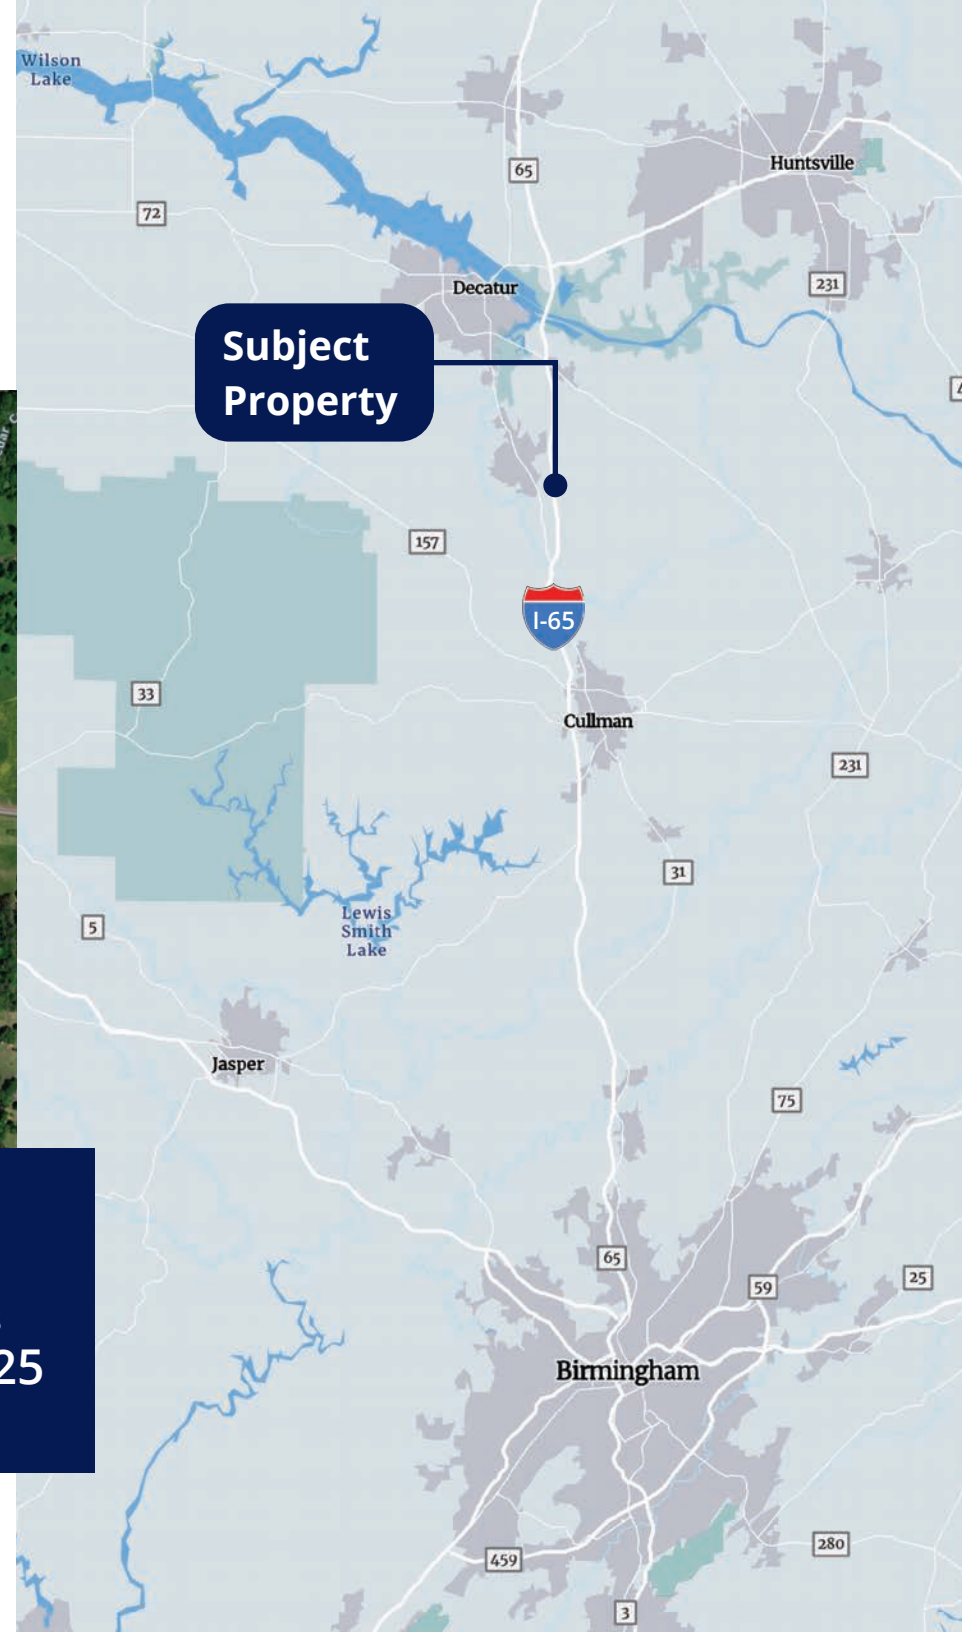 Wilson
Lake
65
Huntsville
72
231
Decatur
Subject
Property
157
I-65
33
Cullman
231
31
Lewis
Smith
Lake
5
Jasper
75
65
59
25
25
Birmingham
459
280
3